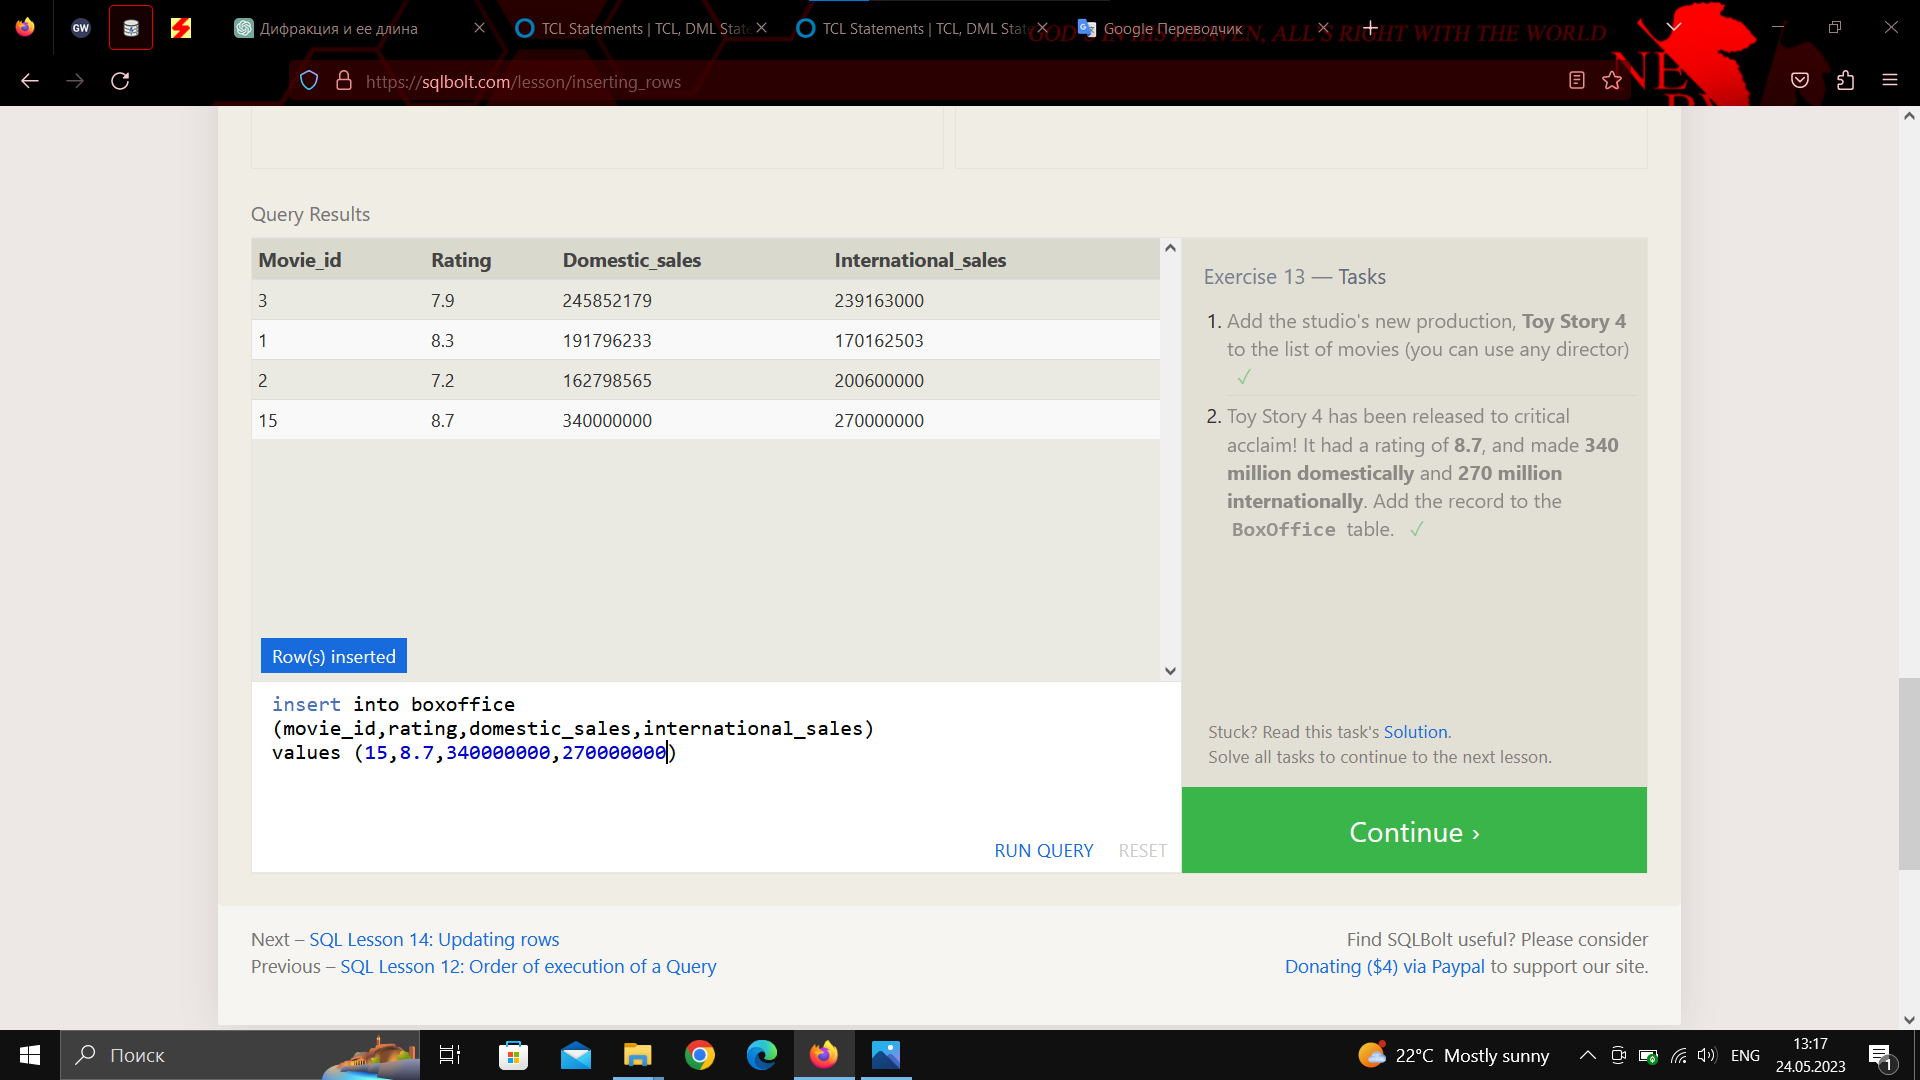 GW
Дифракция и ее длина
TCL Statements | TCL, DML State
TCL Statements | TCL, DML State
Google Переводчик
GOD'S IN HIS HEAVEN, ALL'S RIGHT WITH THE WORLD
https://sqlbolt.com/lesson/inserting_rows
Query Results
Movie_id Rating Domestic_sales International_sales
3 7.9 245852179 239163000
1 8.3 191796233 170162503
2 7.2 162798565 200600000
15 8.7 340000000 270000000
Row(s) inserted
insert into boxoffice
(movie_id,rating,domestic_sales,international_sales)
values (15,8.7,340000000,270000000)
RUN QUERY RESET
Exercise 13 — Tasks
1. Add the studio's new production, Toy Story 4
to the list of movies (you can use any director)
✓
2. Toy Story 4 has been released to critical
acclaim! It had a rating of 8.7, and made 340
million domestically and 270 million
internationally. Add the record to the
BoxOffice table. ✓
Stuck? Read this task's Solution.
Solve all tasks to continue to the next lesson.
Continue ›
Next – SQL Lesson 14: Updating rows
Previous – SQL Lesson 12: Order of execution of a Query
Find SQLBolt useful? Please consider
Donating ($4) via Paypal to support our site.
Поиск
22°C Mostly sunny
ENG
13:17
24.05.2023
1